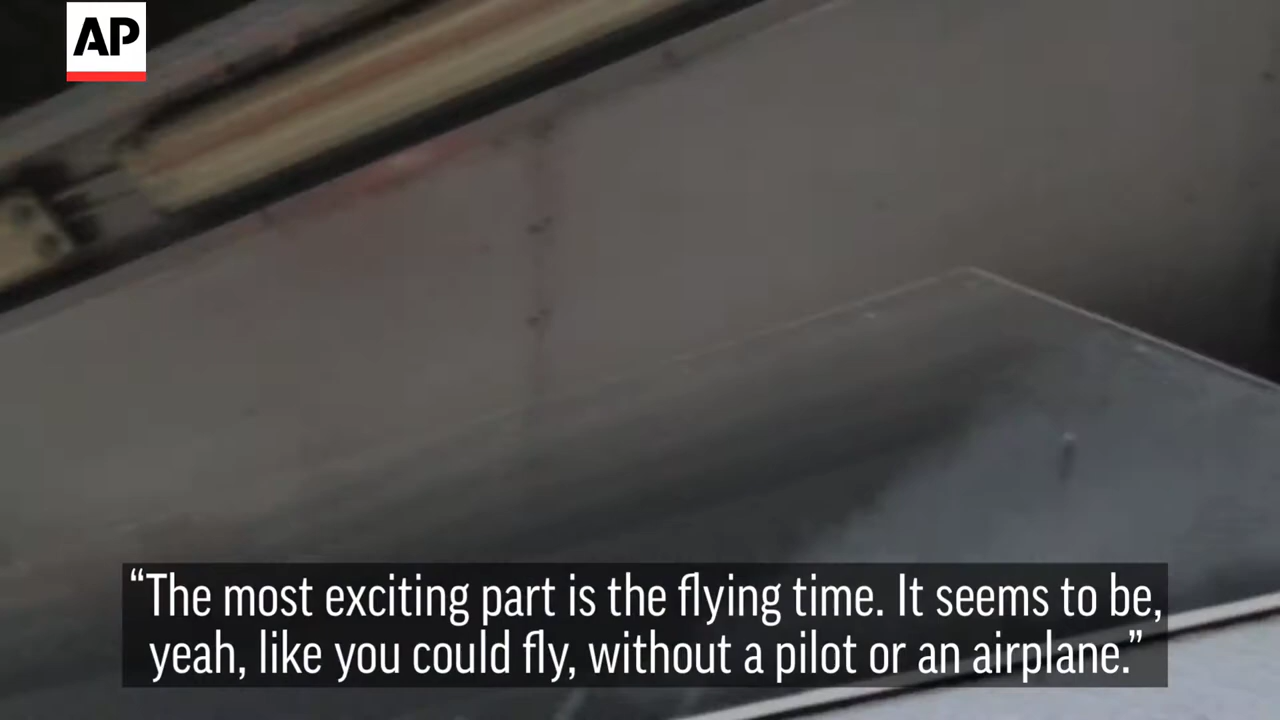 AP
“The most exciting part is the flying time. It seems to be,
yeah, like you could fly, without a pilot or an airplane.”